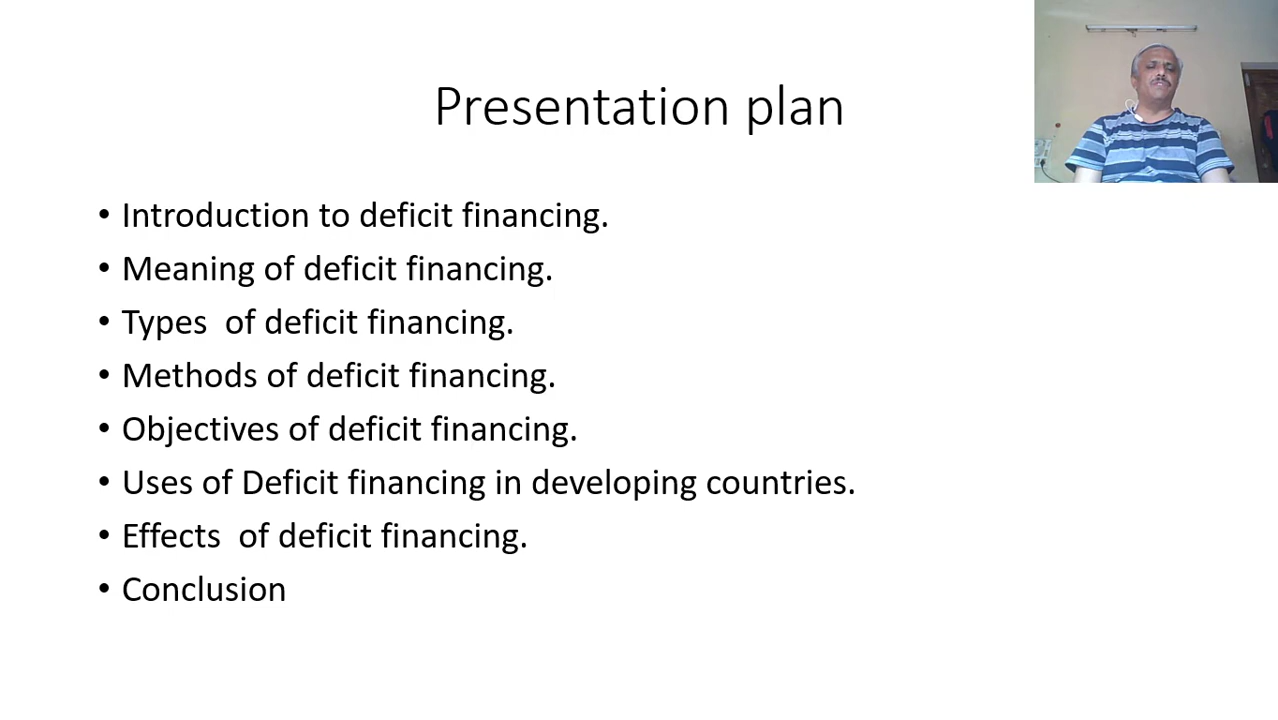 Presentation plan
• Introduction to deficit financing.
• Meaning of deficit financing.
• Types  of deficit financing.
• Methods of deficit financing.
• Objectives of deficit financing.
• Uses of Deficit financing in developing countries.
• Effects  of deficit financing.
• Conclusion